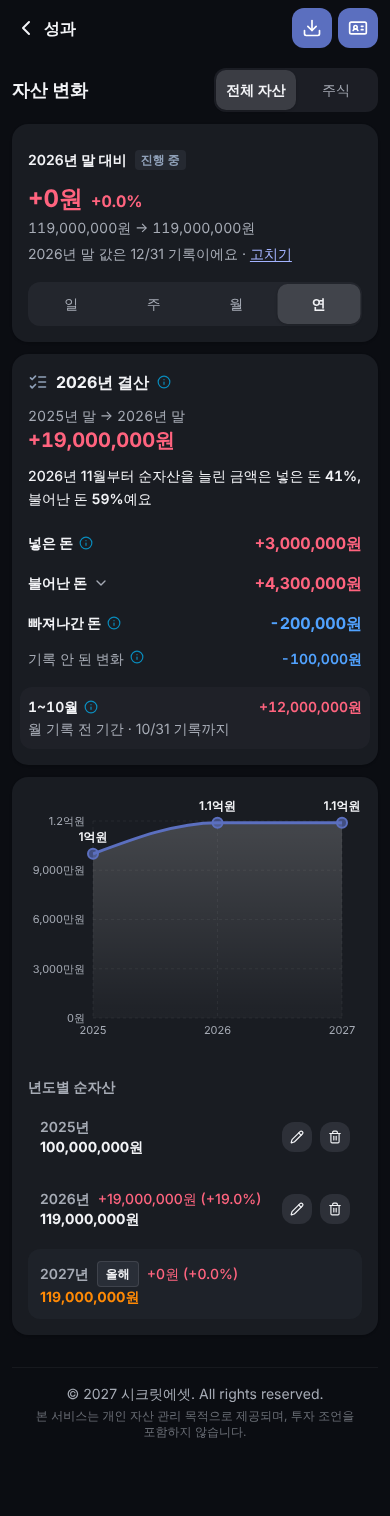 성과
자산 변화
전체 자산 주식
2026년 말 대비 진행 중
+0원 +0.0%
119,000,000원 → 119,000,000원
2026년 말 값은 12/31 기록이에요 · 고치기
일 주 월 연
2026년 결산
2025년 말 → 2026년 말
+19,000,000원
2026년 11월부터 순자산을 늘린 금액은 넣은 돈 41%,
불어난 돈 59%예요
넣은 돈 +3,000,000원
불어난 돈 +4,300,000원
빠져나간 돈 -200,000원
기록 안 된 변화 -100,000원
1~10월 +12,000,000원
월 기록 전 기간 · 10/31 기록까지
1.1억원 1.1억원
1.2억원
1억원
9,000만원
6,000만원
3,000만원
0원
2025 2026 2027
년도별 순자산
2025년
100,000,000원
2026년 +19,000,000원 (+19.0%)
119,000,000원
2027년 올해 +0원 (+0.0%)
119,000,000원
© 2027 시크릿에셋. All rights reserved.
본 서비스는 개인 자산 관리 목적으로 제공되며, 투자 조언을
포함하지 않습니다.